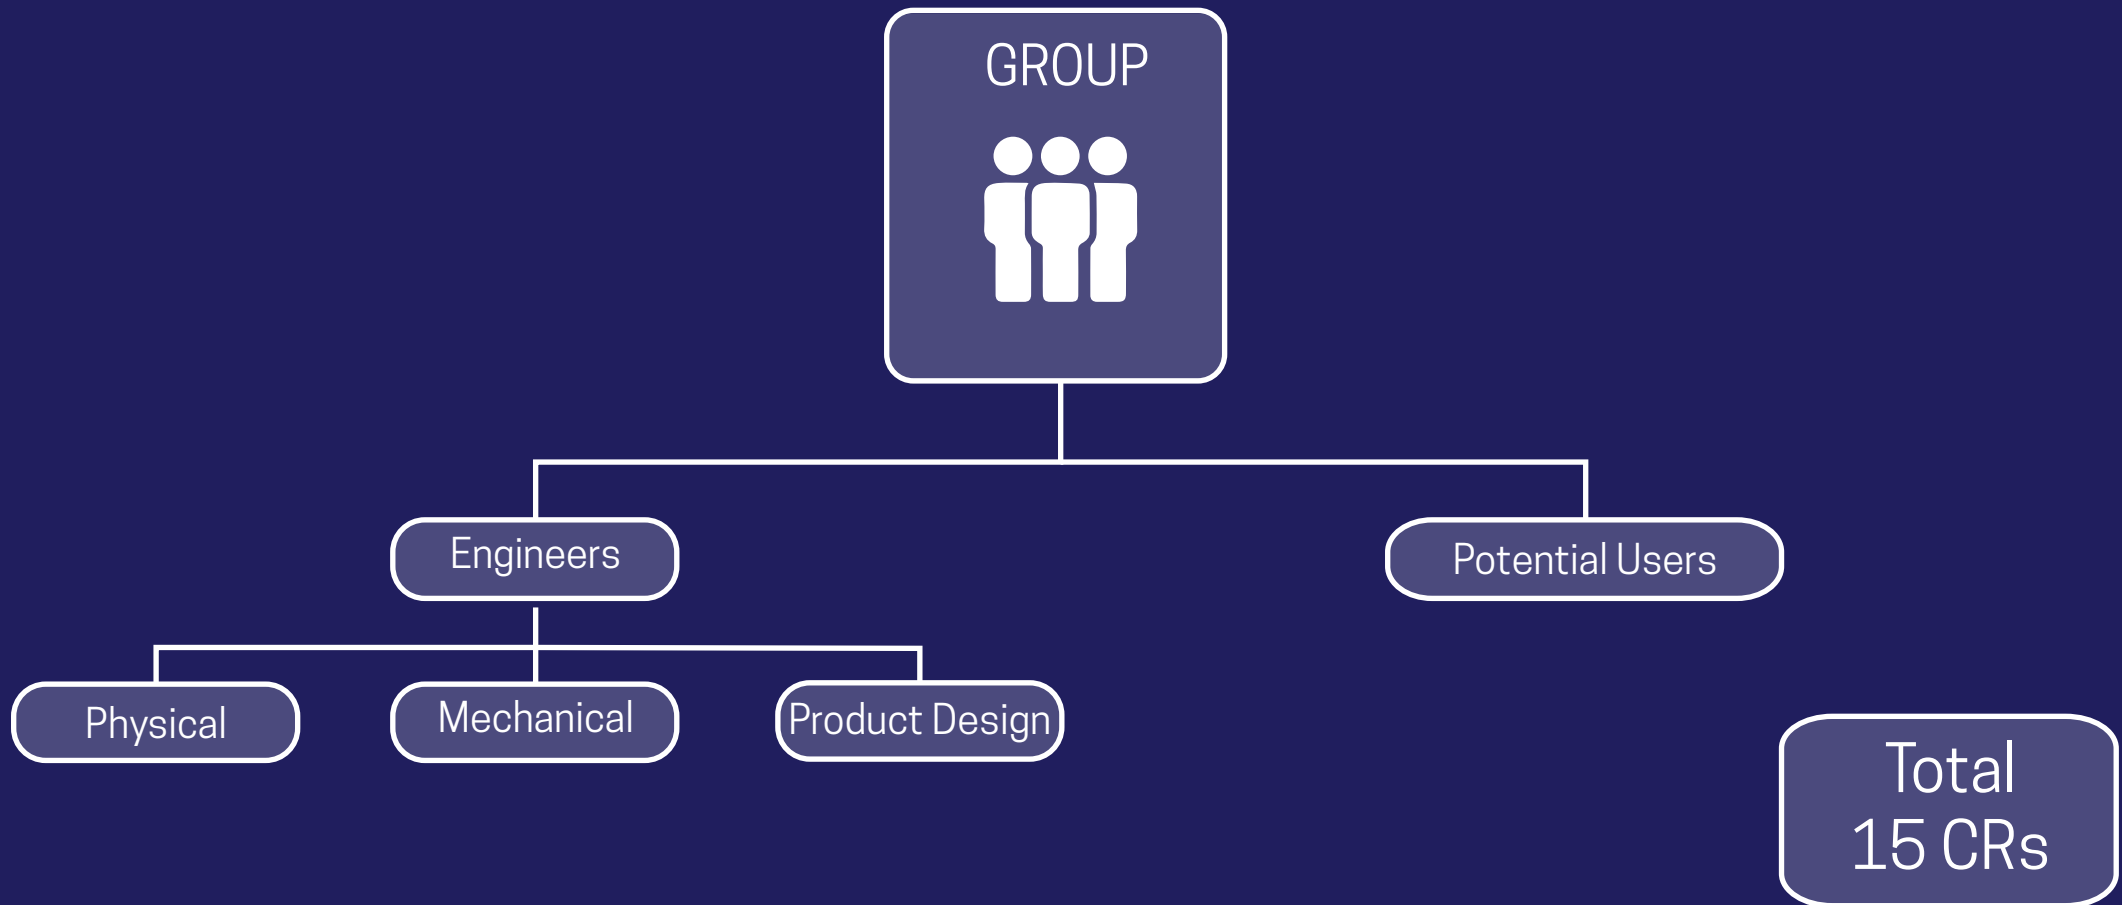 GROUP
Engineers
Potential Users
Physical
Mechanical
Product Design
Total
15 CRs